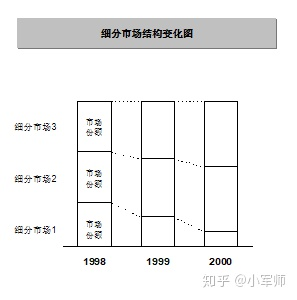 细分市场结构变化图
细分市场3
市场
份额
细分市场2
市场
份额
细分市场1
市场
份额
1998 1999 2000
知乎 @小军师